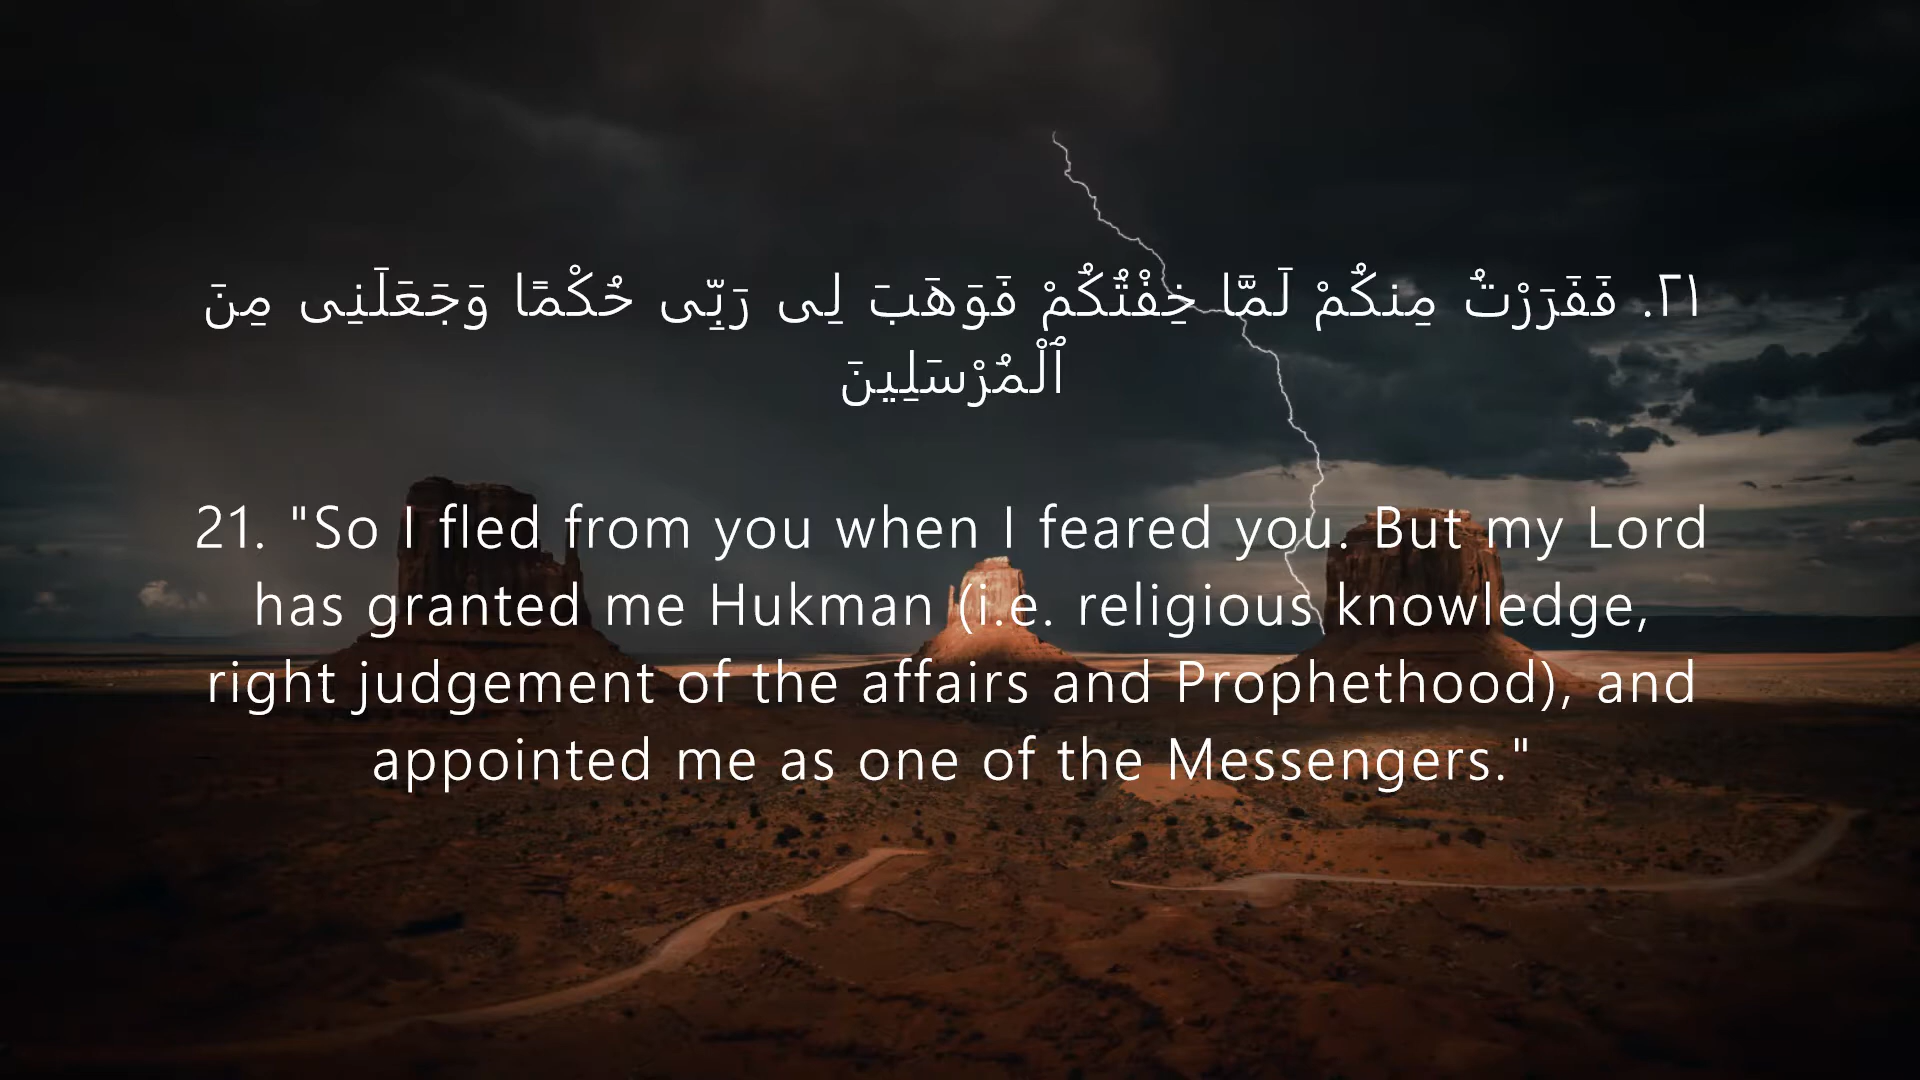 ٢١. فَفَرَرْتُ مِنكُمْ لَمَّا خِفْتُكُمْ فَوَهَبَ لِى رَبِّى حُكْمًا وَجَعَلَنِى مِنَ
ٱلْمُرْسَلِينَ
21. "So I fled from you when I feared you. But my Lord
has granted me Hukman (i.e. religious knowledge,
right judgement of the affairs and Prophethood), and
appointed me as one of the Messengers."